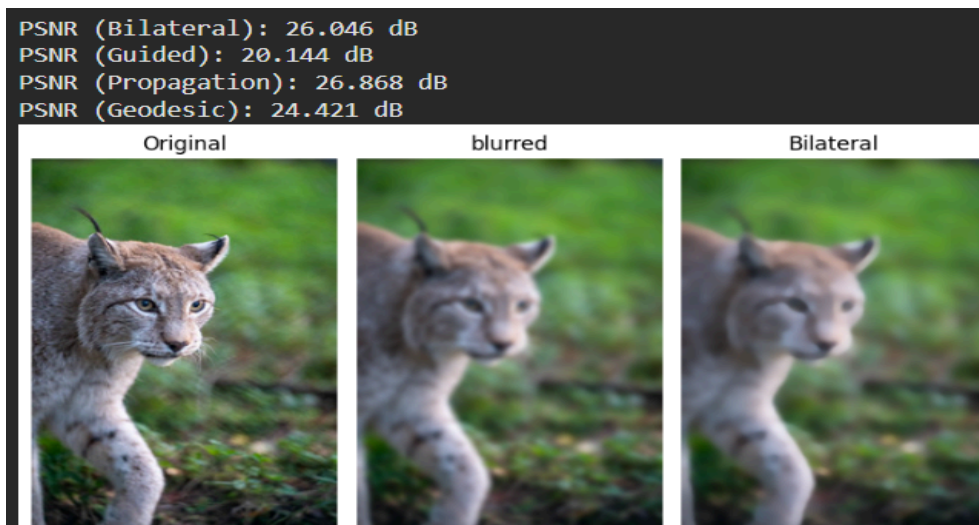 PSNR (Bilateral): 26.046 dB
PSNR (Guided): 20.144 dB
PSNR (Propagation): 26.868 dB
PSNR (Geodesic): 24.421 dB
Original
blurred
Bilateral